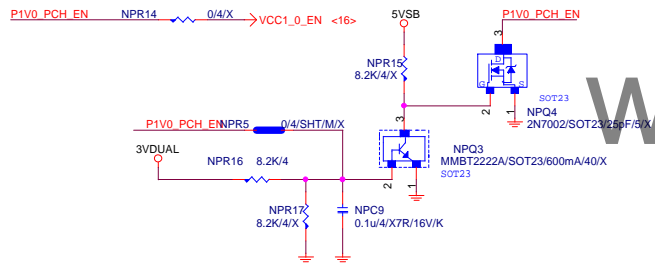 P1V0_PCH_EN NPR14 0/4/X VCC1_0_EN <16>
5VSB
P1V0_PCH_EN
NPR15
8.2K/4/X
3
D
G S
SOT23
2 1
NPQ4
2N7002/SOT23/25pF/5/X
P1V0_PCH_EN NPR5 0/4/SHT/M/X
3
3VDUAL
NPR16 8.2K/4
NPQ3
MMBT2222A/SOT23/600mA/40/X
SOT23
2 1
NPR17
8.2K/4/X
NPC9
0.1u/4/X7R/16V/K
W